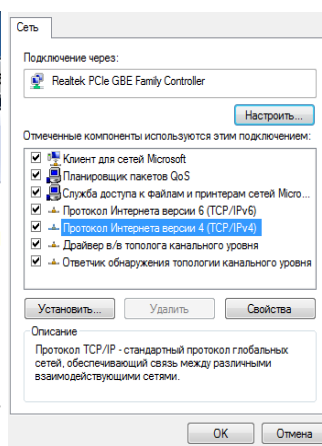 Сеть
Подключение через:
Realtek PCIe GBE Family Controller
Настроить...
Отмеченные компоненты используются этим подключением:
Клиент для сетей Microsoft
Планировщик пакетов QoS
Служба доступа к файлам и принтерам сетей Micro...
Протокол Интернета версии 6 (TCP/IPv6)
Протокол Интернета версии 4 (TCP/IPv4)
Драйвер в/в тополога канального уровня
Ответчик обнаружения топологии канального уровня
Установить...
Удалить
Свойства
Описание
Протокол TCP/IP - стандартный протокол глобальных
сетей, обеспечивающий связь между различными
взаимодействующими сетями.
OK
Отмена